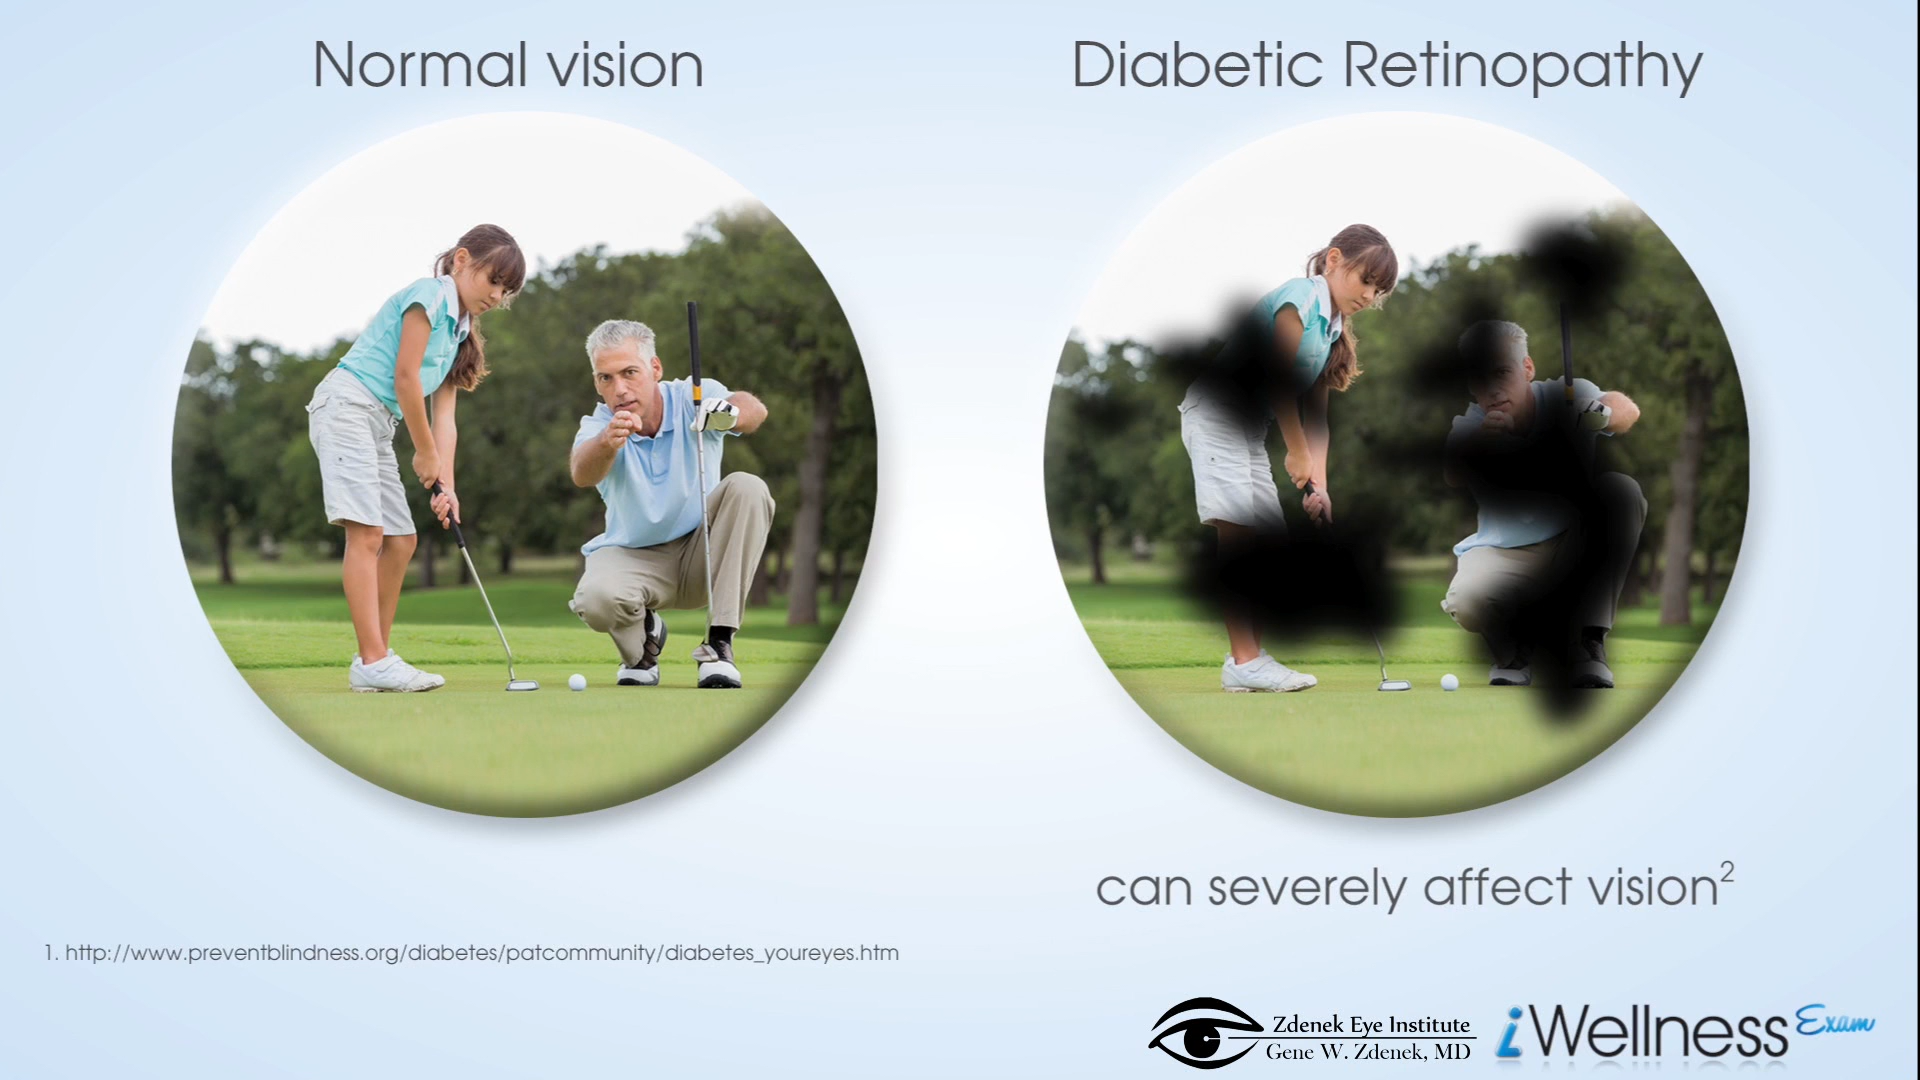 Normal vision
Diabetic Retinopathy
can severely affect vision2
1. http://www.preventblindness.org/diabetes/patcommunity/diabetes_youreyes.htm
Zdenek Eye Institute
Gene W. Zdenek, MD
iWellness Exam